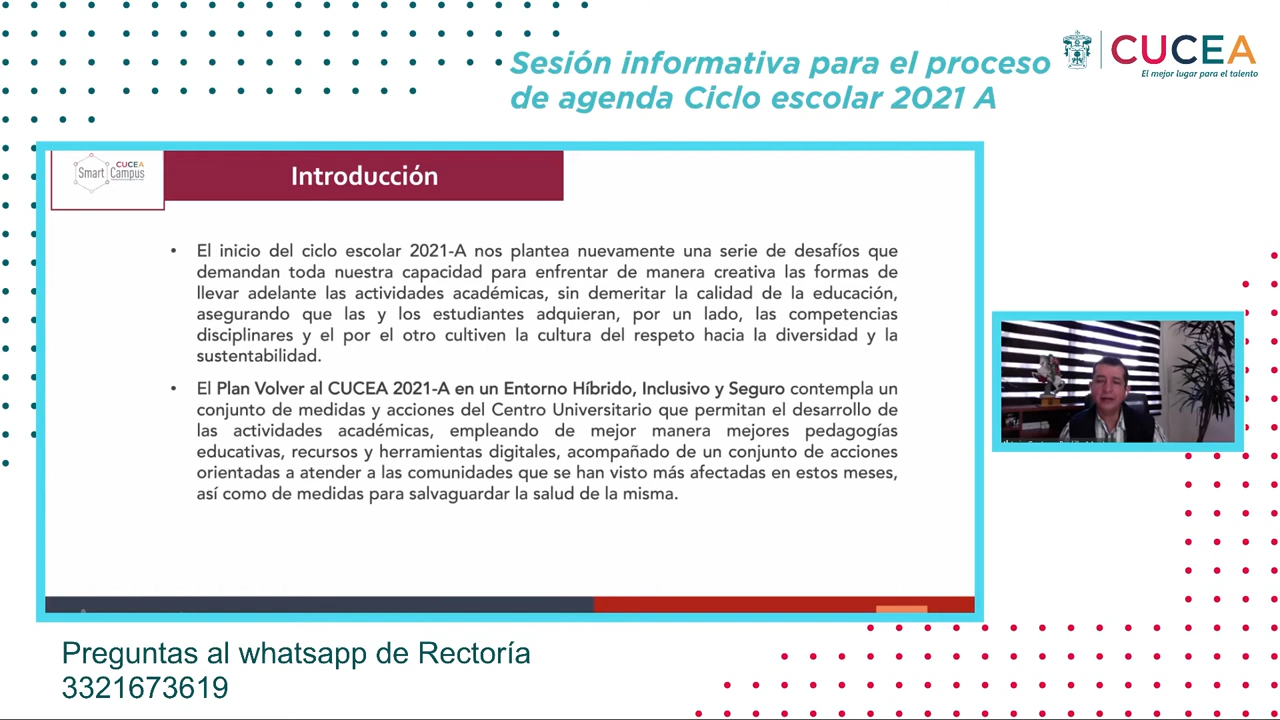 Sesión informativa para el proceso
de agenda Ciclo escolar 2021 A
CUCEA
El mejor lugar para el talento
CUCEA
Smart Campus
Introducción
• El inicio del ciclo escolar 2021-A nos plantea nuevamente una serie de desafíos que
demandan toda nuestra capacidad para enfrentar de manera creativa las formas de
llevar adelante las actividades académicas, sin demeritar la calidad de la educación,
asegurando que las y los estudiantes adquieran, por un lado, las competencias
disciplinares y el por el otro cultiven la cultura del respeto hacia la diversidad y la
sustentabilidad.
• El Plan Volver al CUCEA 2021-A en un Entorno Híbrido, Inclusivo y Seguro contempla un
conjunto de medidas y acciones del Centro Universitario que permitan el desarrollo de
las actividades académicas, empleando de mejor manera mejores pedagogías
educativas, recursos y herramientas digitales, acompañado de un conjunto de acciones
orientadas a atender a las comunidades que se han visto más afectadas en estos meses,
así como de medidas para salvaguardar la salud de la misma.
Preguntas al whatsapp de Rectoría
3321673619